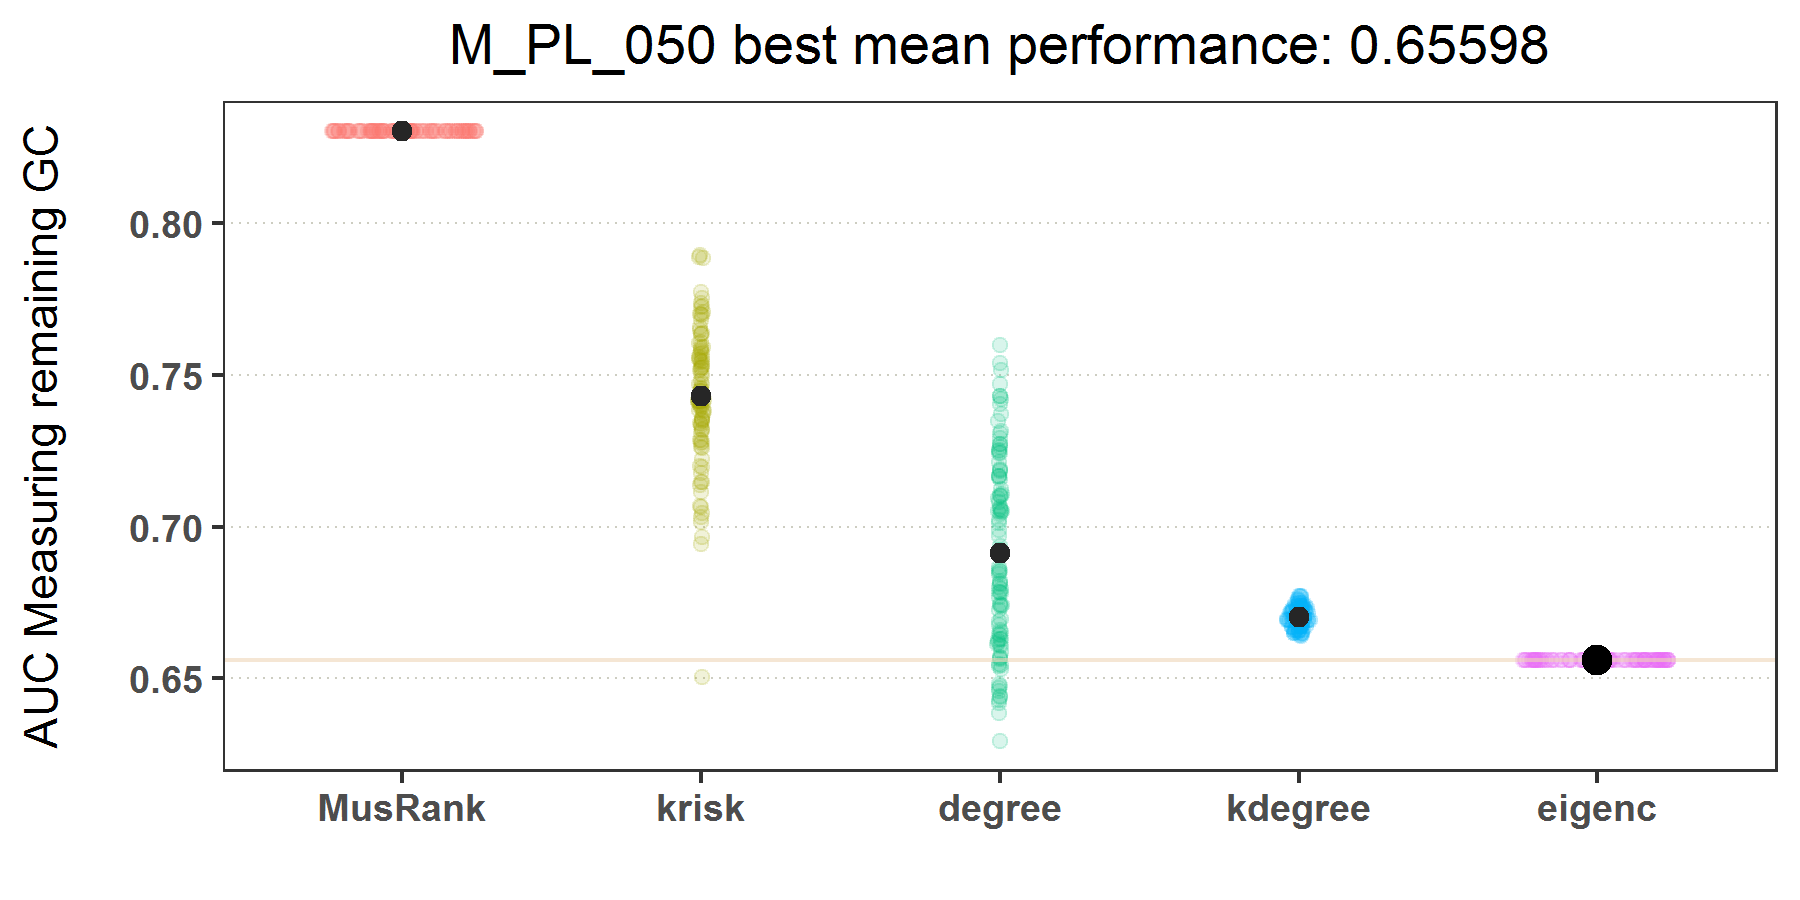 M_PL_050 best mean performance: 0.65598
AUC Measuring remaining GC
0.80
0.75
0.70
0.65
MusRank krisk degree kdegree eigenc